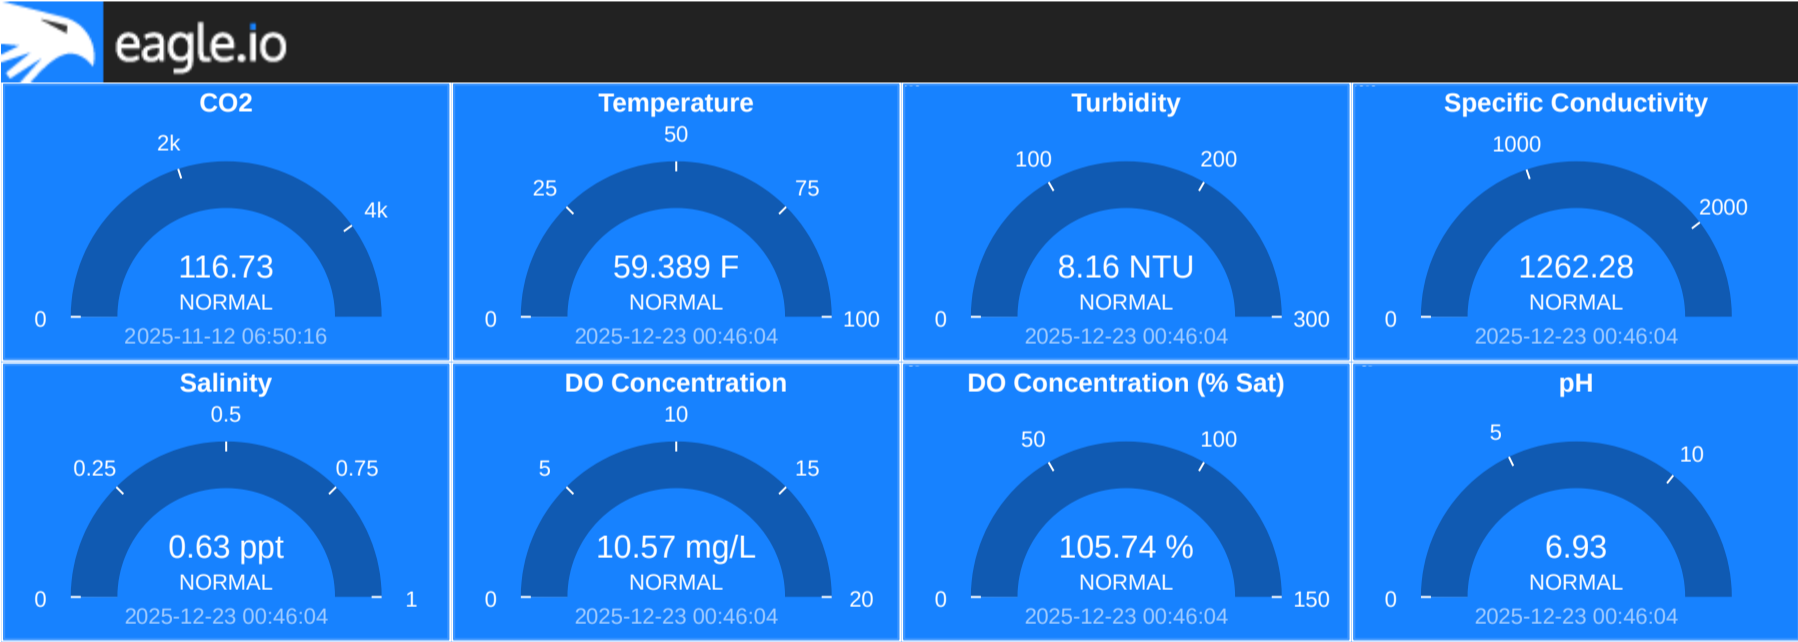 eagle.io
CO2
2k
4k
0
116.73
NORMAL
2025-11-12 06:50:16
Temperature
50
25
75
0
100
59.389 F
NORMAL
2025-12-23 00:46:04
Turbidity
100
200
0
300
8.16 NTU
NORMAL
2025-12-23 00:46:04
Specific Conductivity
1000
2000
0
1262.28
NORMAL
2025-12-23 00:46:04
Salinity
0.5
0.25
0.75
0
1
0.63 ppt
NORMAL
2025-12-23 00:46:04
DO Concentration
10
5
15
0
20
10.57 mg/L
NORMAL
2025-12-23 00:46:04
DO Concentration (% Sat)
50
100
0
150
105.74 %
NORMAL
2025-12-23 00:46:04
pH
5
10
0
6.93
NORMAL
2025-12-23 00:46:04